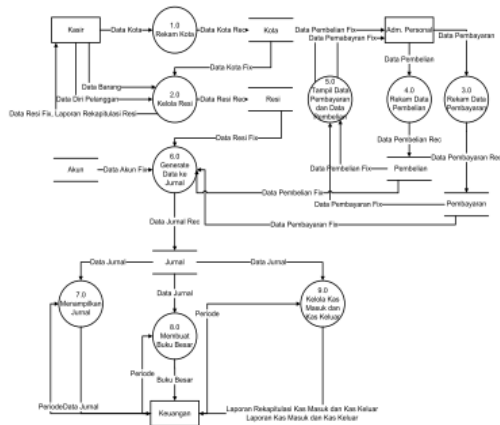 Kasir
Data Kota
1.0
Rekam Kota
Data Kota Rec
Kota
Data Pembelian Fix
Data Pemabayran Fix
Adm. Personal
Data Pembayaran
Data Kota Fix
Data Pembelian
Data Barang
Data Diri Pelanggan
Data Resi Fix, Laporan Rekapitulasi Resi
2.0
Kelola Resi
Data Resi Rec
Resi
5.0
Tampil Data
Pembayaran
dan Data
Pembelian
4.0
Rekam Data
Pembelian
3.0
Rekam Data
Pembayaran
Data Resi Fix
Data Pembelian Rec
Data Pembayaran Rec
Akun
Data Akun Fix
6.0
Generate
Data ke
Jurnal
Data Pembelian Fix
Pembelian
Data Pembelian Fix
Data Pembayaran Fix
Pembayaran
Data Pembayaran Fix
Data Jurnal Rec
Data Jurnal
Jurnal
Data Jurnal
7.0
Menampilkan
Jurnal
Data Jurnal
9.0
Kelola Kas
Masuk dan
Kas Keluar
Periode
8.0
Membuat
Buku Besar
Periode
Buku Besar
Periode
Data Jurnal
Keuangan
Laporan Rekapitulasi Kas Masuk dan Kas Keluar
Laporan Kas Masuk dan Kas Keluar